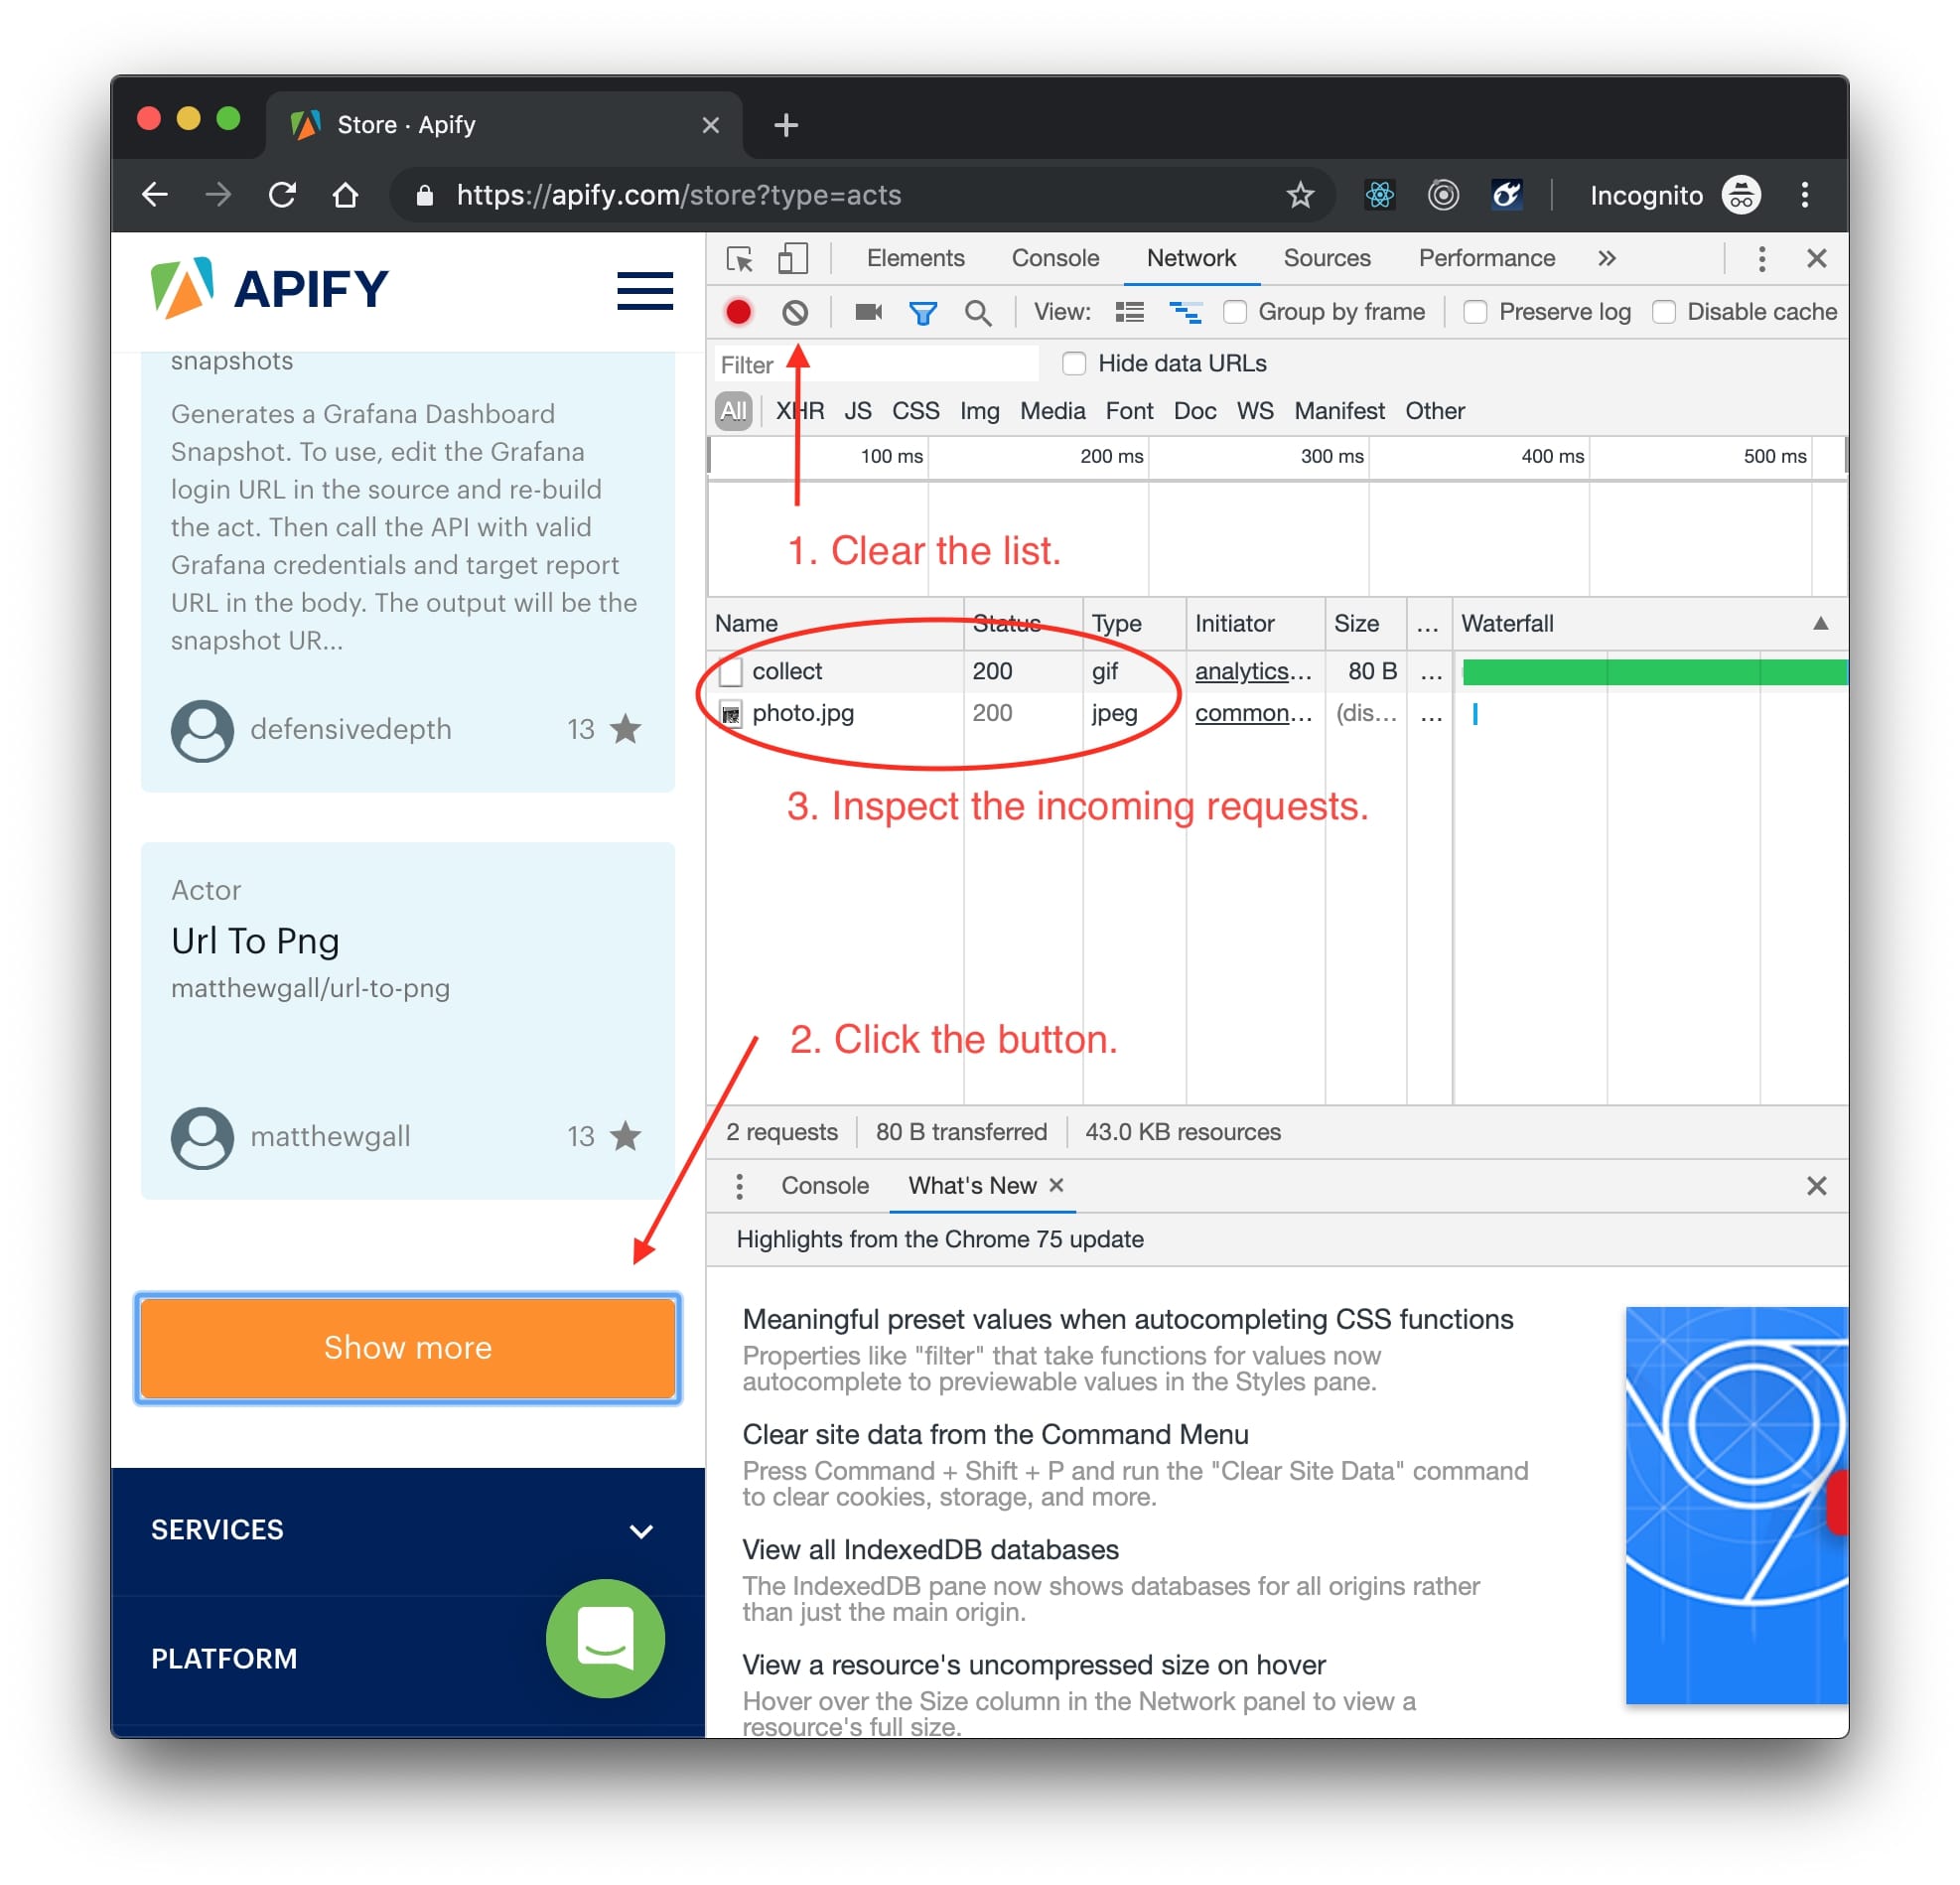 Store · Apify
https://apify.com/store?type=acts
Incognito
APIFY
snapshots
Generates a Grafana Dashboard
Snapshot. To use, edit the Grafana
login URL in the source and re-build
the act. Then call the API with valid
Grafana credentials and target report
URL in the body. The output will be the
snapshot UR...
defensivedepth 13
Actor
Url To Png
matthewgall/url-to-png
matthewgall 13
Show more
SERVICES
PLATFORM
Elements Console Network Sources Performance »
View: Group by frame Preserve log Disable cache
Filter Hide data URLs
All XHR JS CSS Img Media Font Doc WS Manifest Other
100 ms 200 ms 300 ms 400 ms 500 ms
1. Clear the list.
Name Status Type Initiator Size ... Waterfall
collect 200 gif analytics... 80 B ...
photo.jpg 200 jpeg common... (dis... ...
3. Inspect the incoming requests.
2. Click the button.
2 requests 80 B transferred 43.0 KB resources
Console What's New
Highlights from the Chrome 75 update
Meaningful preset values when autocompleting CSS functions
Properties like "filter" that take functions for values now
autocomplete to previewable values in the Styles pane.
Clear site data from the Command Menu
Press Command + Shift + P and run the "Clear Site Data" command
to clear cookies, storage, and more.
View all IndexedDB databases
The IndexedDB pane now shows databases for all origins rather
than just the main origin.
View a resource's uncompressed size on hover
Hover over the Size column in the Network panel to view a
resource's full size.